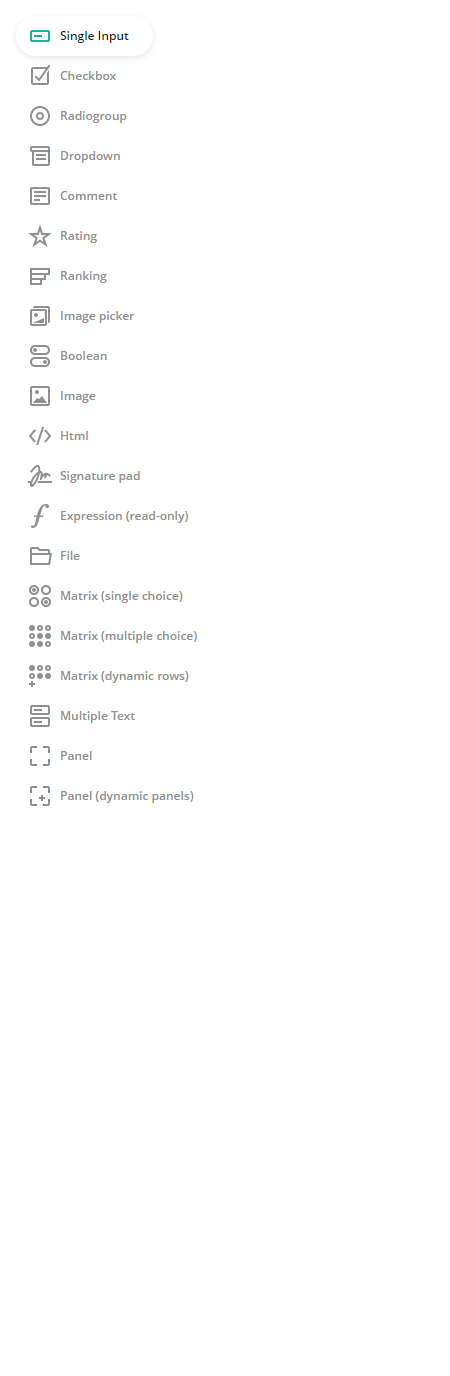 Single Input
Checkbox
Radiogroup
Dropdown
Comment
Rating
Ranking
Image picker
Boolean
Image
Html
Signature pad
Expression (read-only)
File
Matrix (single choice)
Matrix (multiple choice)
Matrix (dynamic rows)
Multiple Text
Panel
Panel (dynamic panels)